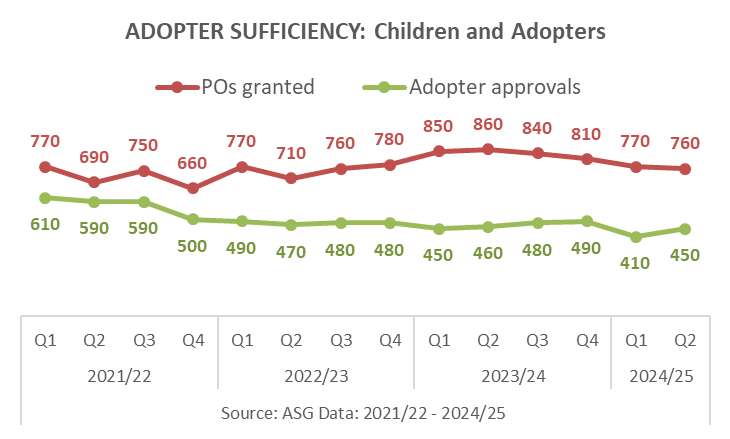 ADOPTER SUFFICIENCY: Children and Adopters
POs granted Adopter approvals
770 690 750 660 770 710 760 780 850 860 840 810 770 760
610 590 590 500 490 470 480 480 450 460 480 490 410 450
Q1 Q2 Q3 Q4 Q1 Q2 Q3 Q4 Q1 Q2 Q3 Q4 Q1 Q2
2021/22 2022/23 2023/24 2024/25
Source: ASG Data: 2021/22 - 2024/25